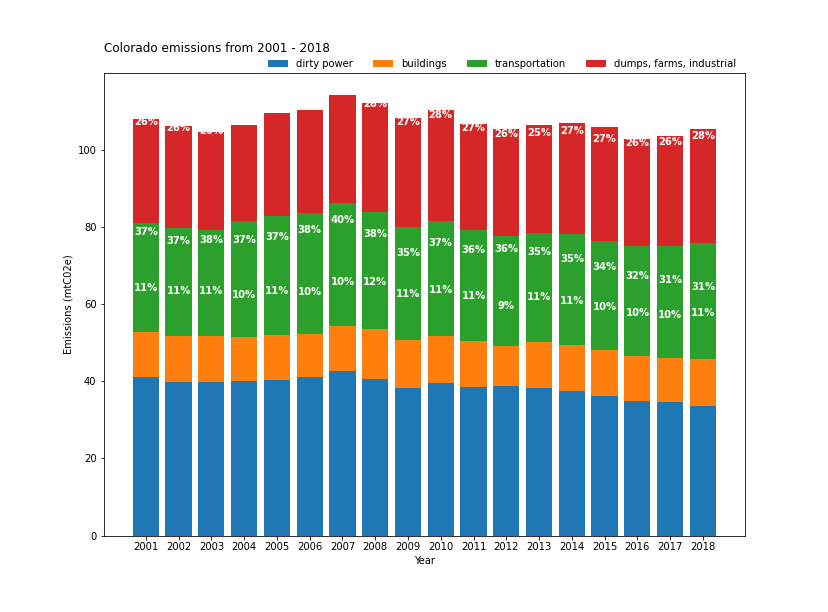 Colorado emissions from 2001 - 2018
dirty power buildings transportation dumps, farms, industrial
28%
26% 26% 27% 28% 27% 26% 25% 27% 27% 26% 26% 28%
100
40%
37% 37% 38% 37% 37% 38% 38% 35% 37% 36% 36% 35% 35% 34% 32% 31% 31%
80
11% 11% 11% 10% 11% 10% 10% 12% 11% 11% 11% 9% 11% 11% 10% 10% 10% 11%
60
40
20
0
Emissions (mtC02e)
2001 2002 2003 2004 2005 2006 2007 2008 2009 2010 2011 2012 2013 2014 2015 2016 2017 2018
Year